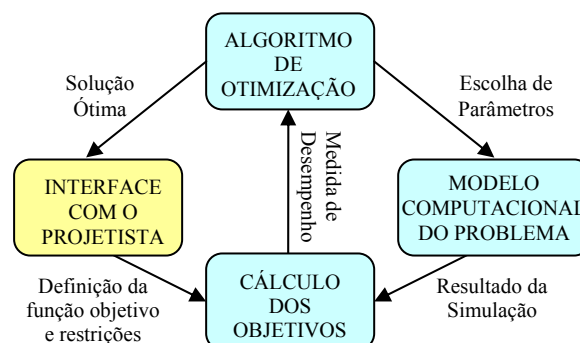 ALGORITMO
DE
OTIMIZAÇÃO
Solução
Ótima
Escolha de
Parâmetros
Medida de
Desempenho
INTERFACE
COM O
PROJETISTA
MODELO
COMPUTACIONAL
DO PROBLEMA
Definição da
função objetivo
e restrições
CÁLCULO
DOS
OBJETIVOS
Resultado da
Simulação